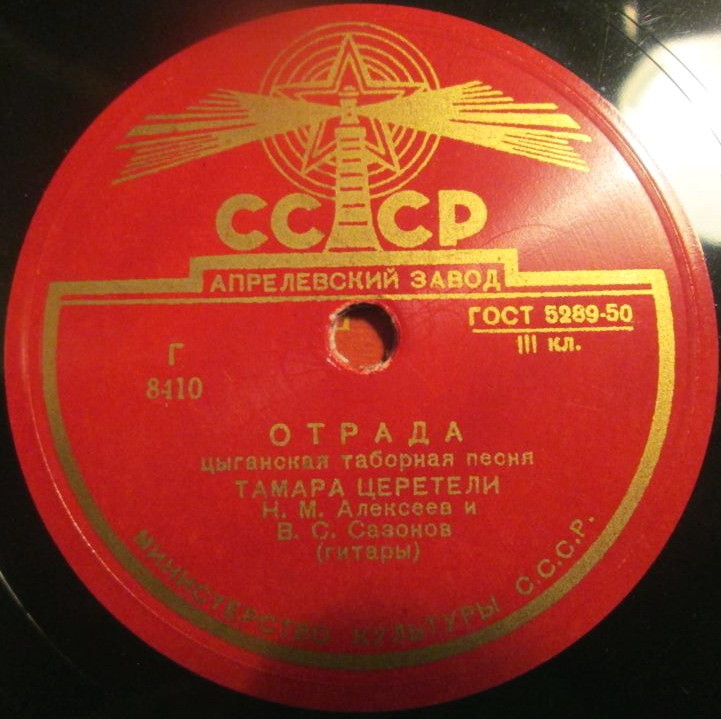 СССР
АПРЕЛЕВСКИЙ ЗАВОД
ГОСТ 5289-50
III кл.
Г
8410
ОТРАДА
цыганская таборная песня
ТАМАРА ЦЕРЕТЕЛИ
Н. М. Алексеев и
В. С. Сазонов
(гитары)
МИНИСТЕРСТВО КУЛЬТУРЫ С.С.С.Р.